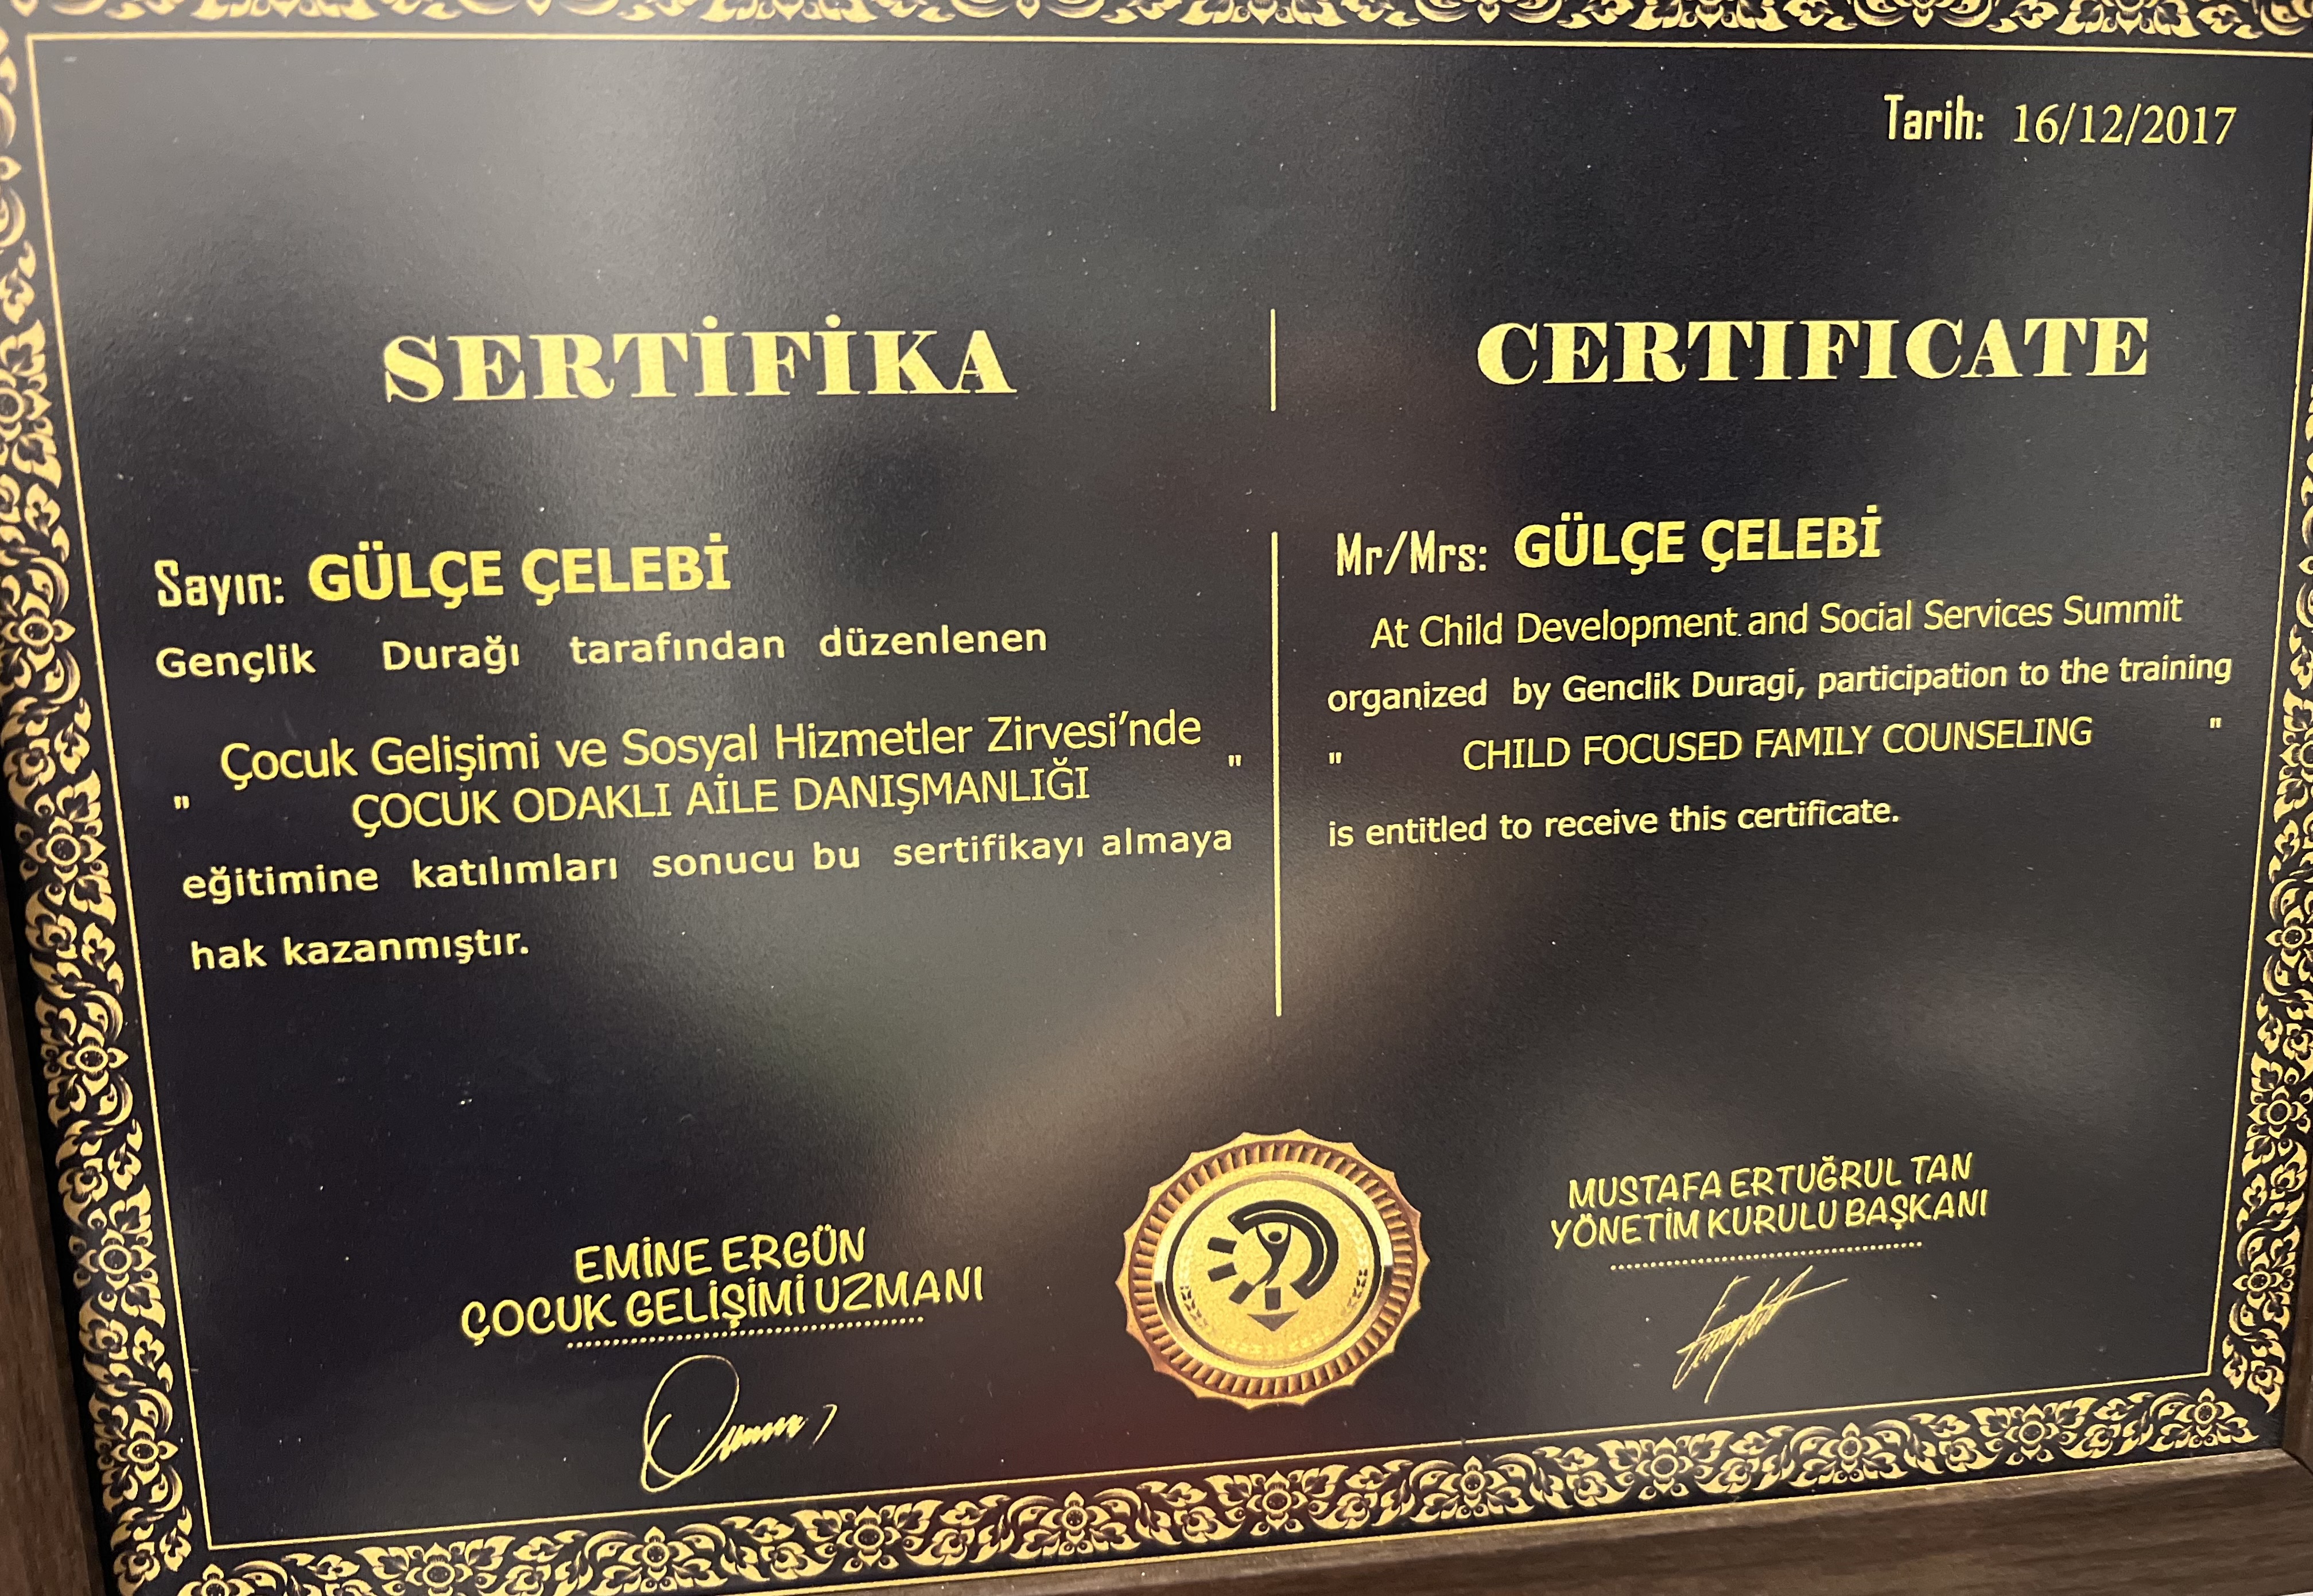 Tarih: 16/12/2017
SERTİFİKA
Sayın: GÜLÇE ÇELEBİ
Gençlik Durağı tarafından düzenlenen
Çocuk Gelişimi ve Sosyal Hizmetler Zirvesi’nde
" ÇOCUK ODAKLI AİLE DANIŞMANLIĞI "
eğitimine katılımları sonucu bu sertifikayı almaya
hak kazanmıştır.
CERTIFICATE
Mr/Mrs: GÜLÇE ÇELEBİ
At Child Development and Social Services Summit
organized by Genclik Duragi, participation to the training
" CHILD FOCUSED FAMILY COUNSELING "
is entitled to receive this certificate.
EMİNE ERGÜN
ÇOCUK GELİŞİMİ UZMANI
MUSTAFA ERTUĞRUL TAN
YÖNETİM KURULU BAŞKANI